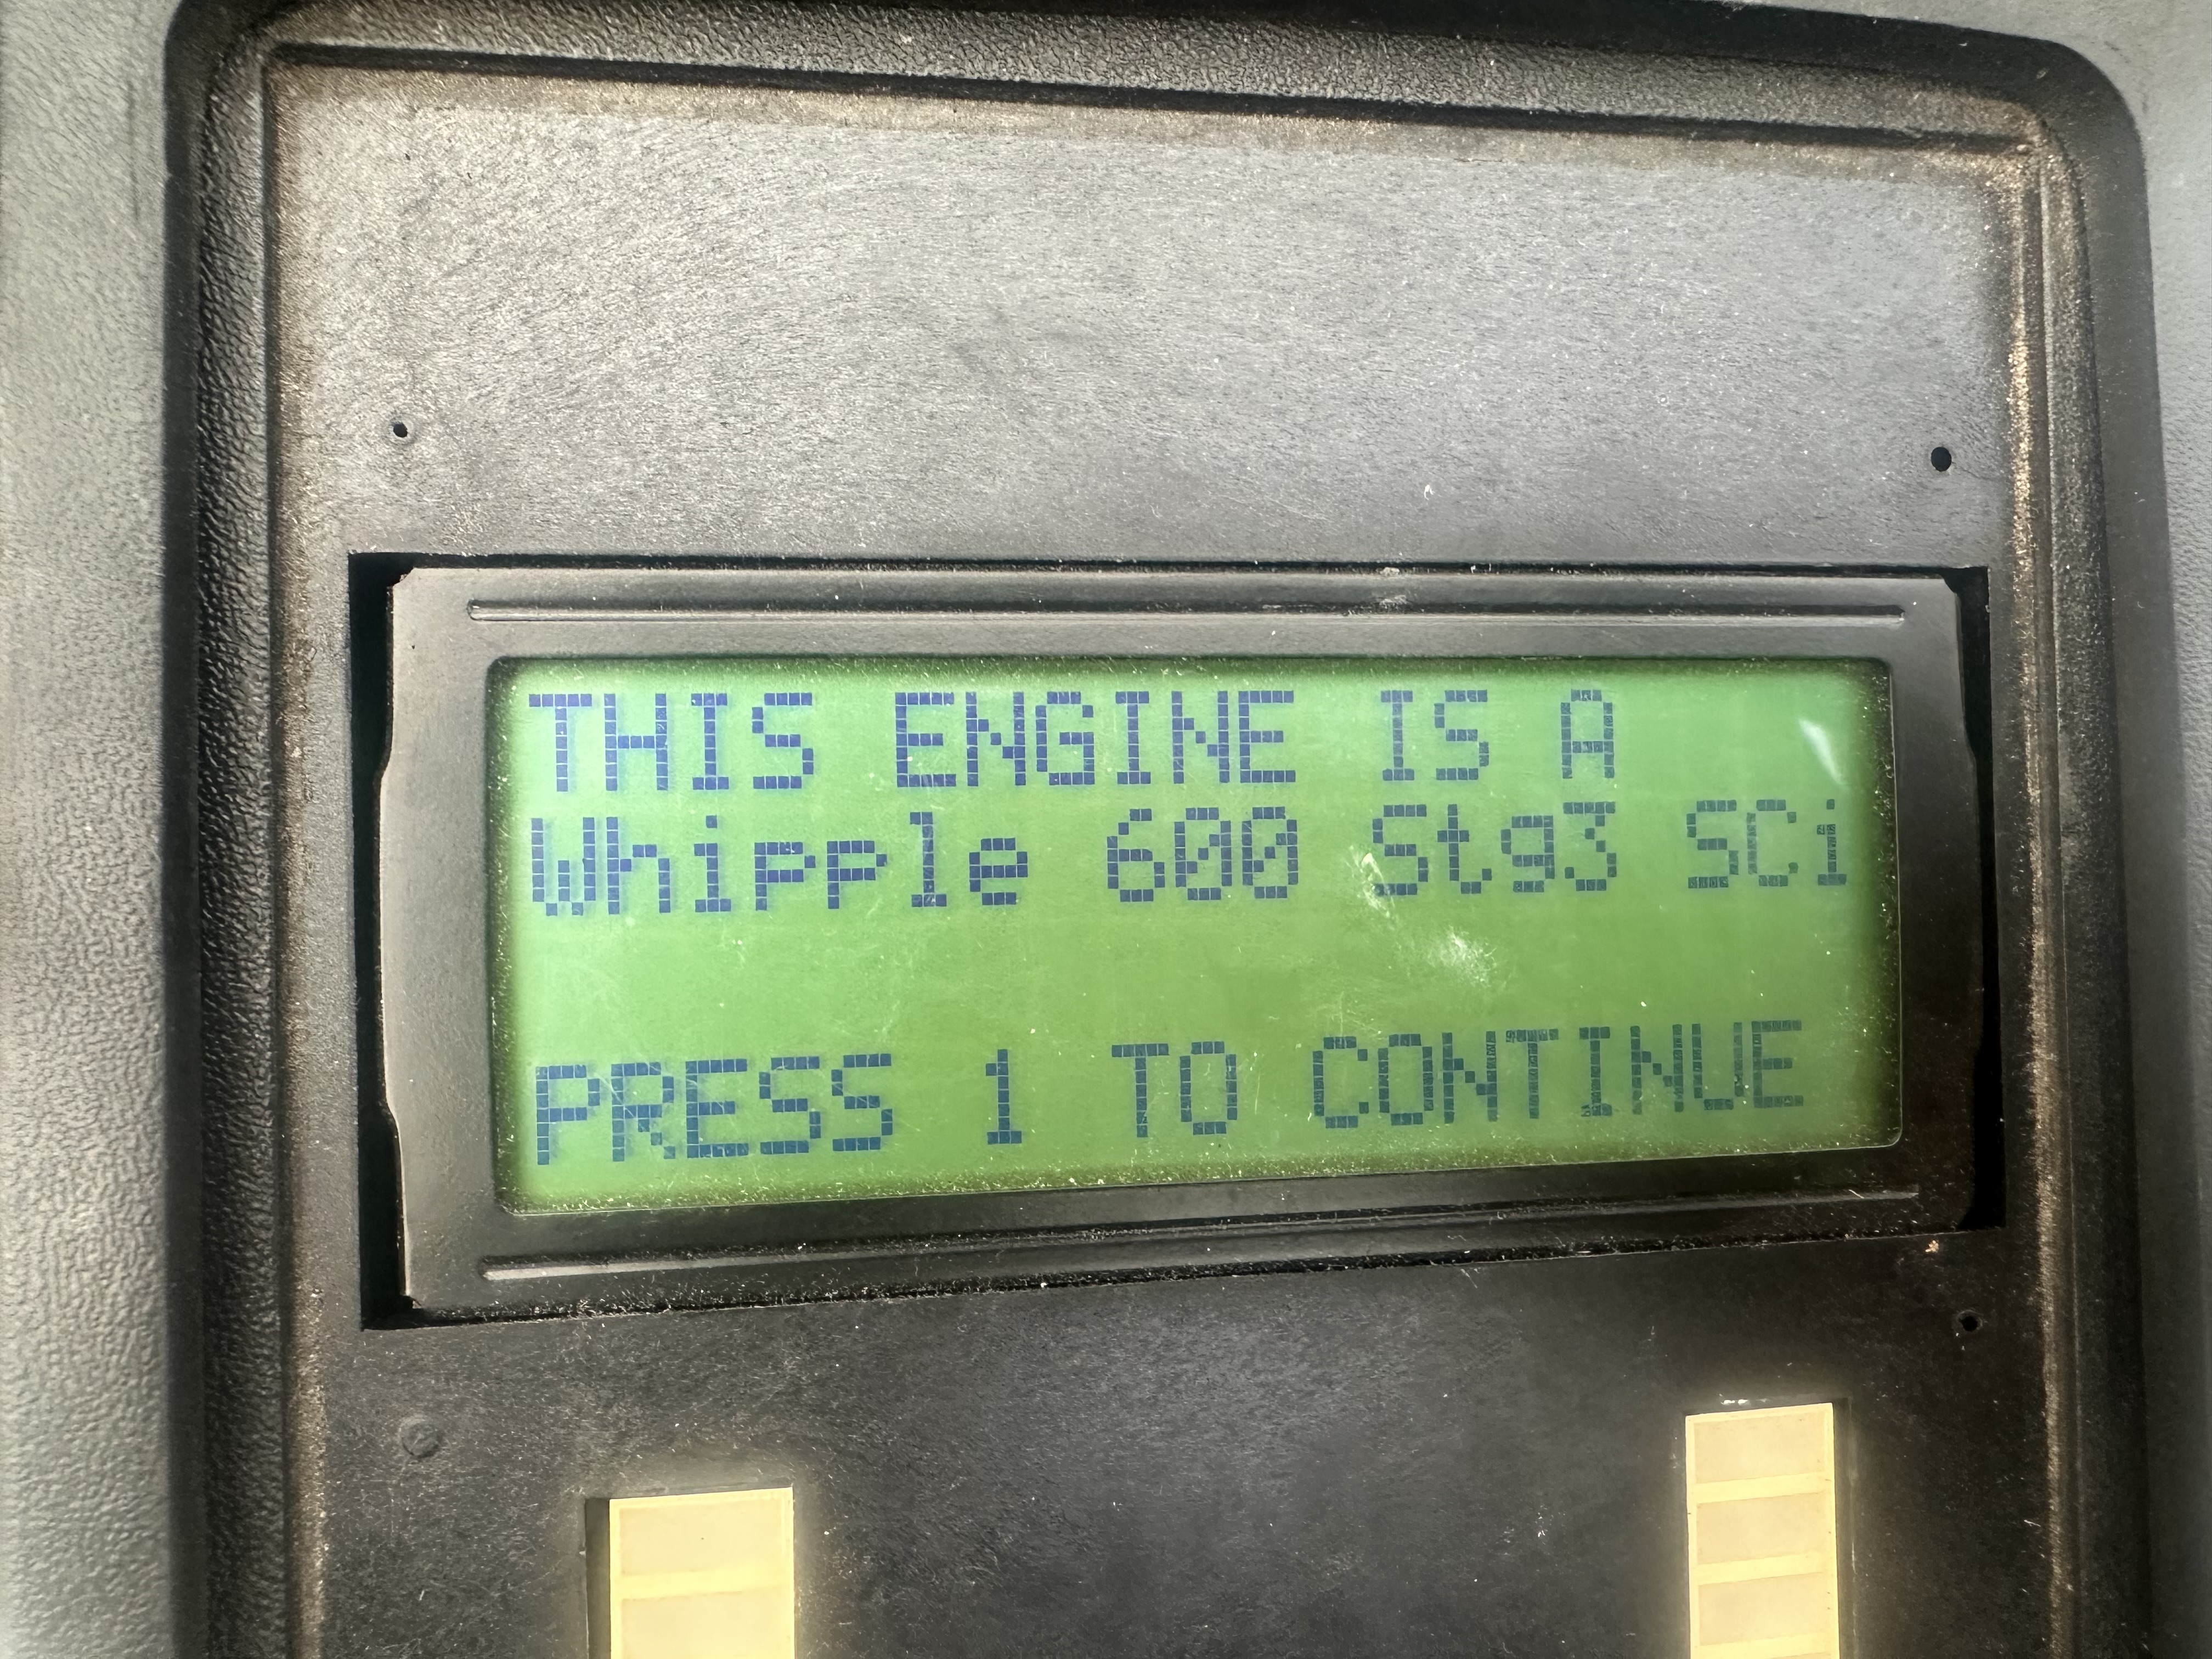 THIS ENGINE IS A
Whipple 600 Stg3 SCi
PRESS 1 TO CONTINUE